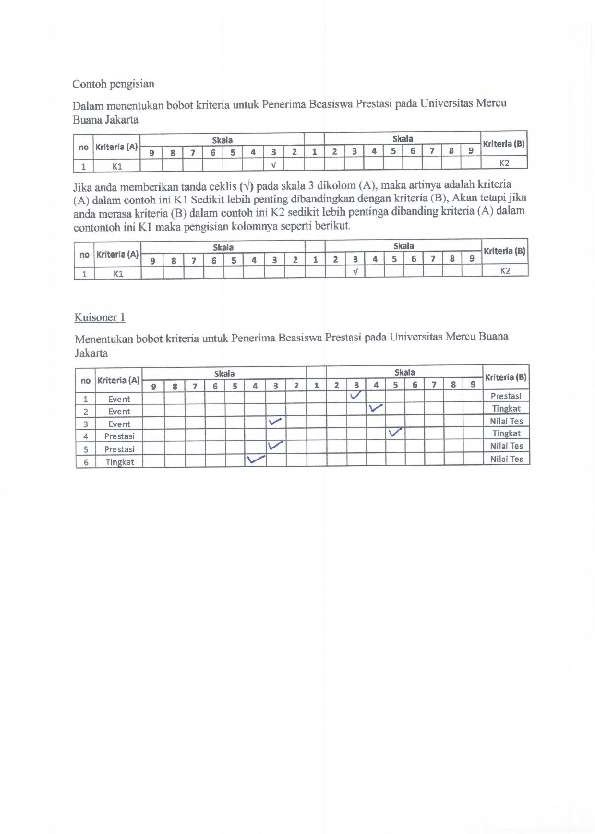 Contoh pengisian
Dalam menentukan bobot kriteria untuk Penerima Beasiswa Prestasi pada Universitas Mercu
Buana Jakarta
no Kriteria (A) Skala Skala Kriteria (B)
9 8 7 6 5 4 3 2 1 2 3 4 5 6 7 8 9
1 K1 √ K2
Jika anda memberikan tanda ceklis (√) pada skala 3 dikolom (A), maka artinya adalah kriteria
(A) dalam contoh ini K1 Sedikit lebih penting dibandingkan dengan kriteria (B), Akan tetapi jika
anda merasa kriteria (B) dalam contoh ini K2 sedikit lebih pentinga dibanding kriteria (A) dalam
contontoh ini K1 maka pengisian kolomnya seperti berikut.
no Kriteria (A) Skala Skala Kriteria (B)
9 8 7 6 5 4 3 2 1 2 3 4 5 6 7 8 9
1 K1 √ K2
Kuisoner 1
Menentukan bobot kriteria untuk Penerima Beasiswa Prestasi pada Universitas Mercu Buana
Jakarta
no Kriteria (A) Skala Skala Kriteria (B)
9 8 7 6 5 4 3 2 1 2 3 4 5 6 7 8 9
1 Event ✓ Prestasi
2 Event ✓ Tingkat
3 Event ✓ Nilai Tes
4 Prestasi ✓ Tingkat
5 Prestasi ✓ Nilai Tes
6 Tingkat ✓ Nilai Tes